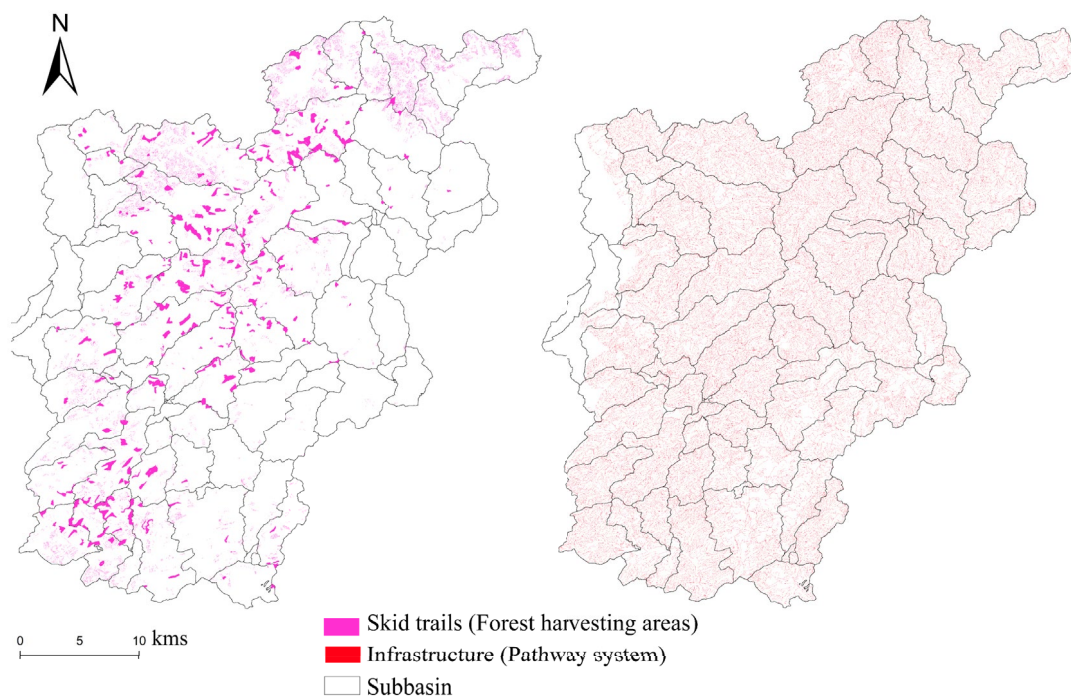 N
0 5 10 kms
Skid trails (Forest harvesting areas)
Infrastructure (Pathway system)
Subbasin